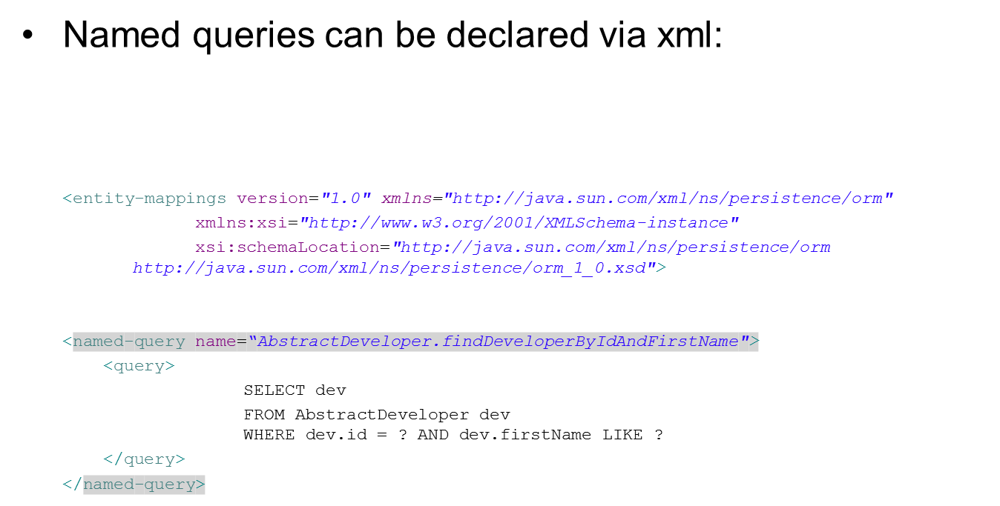 • Named queries can be declared via xml:
<entity-mappings version="1.0" xmlns="http://java.sun.com/xml/ns/persistence/orm"
xmlns:xsi="http://www.w3.org/2001/XMLSchema-instance"
xsi:schemaLocation="http://java.sun.com/xml/ns/persistence/orm
http://java.sun.com/xml/ns/persistence/orm_1_0.xsd">
<named-query name=“AbstractDeveloper.findDeveloperByIdAndFirstName">
<query>
SELECT dev
FROM AbstractDeveloper dev
WHERE dev.id = ? AND dev.firstName LIKE ?
</query>
</named-query>